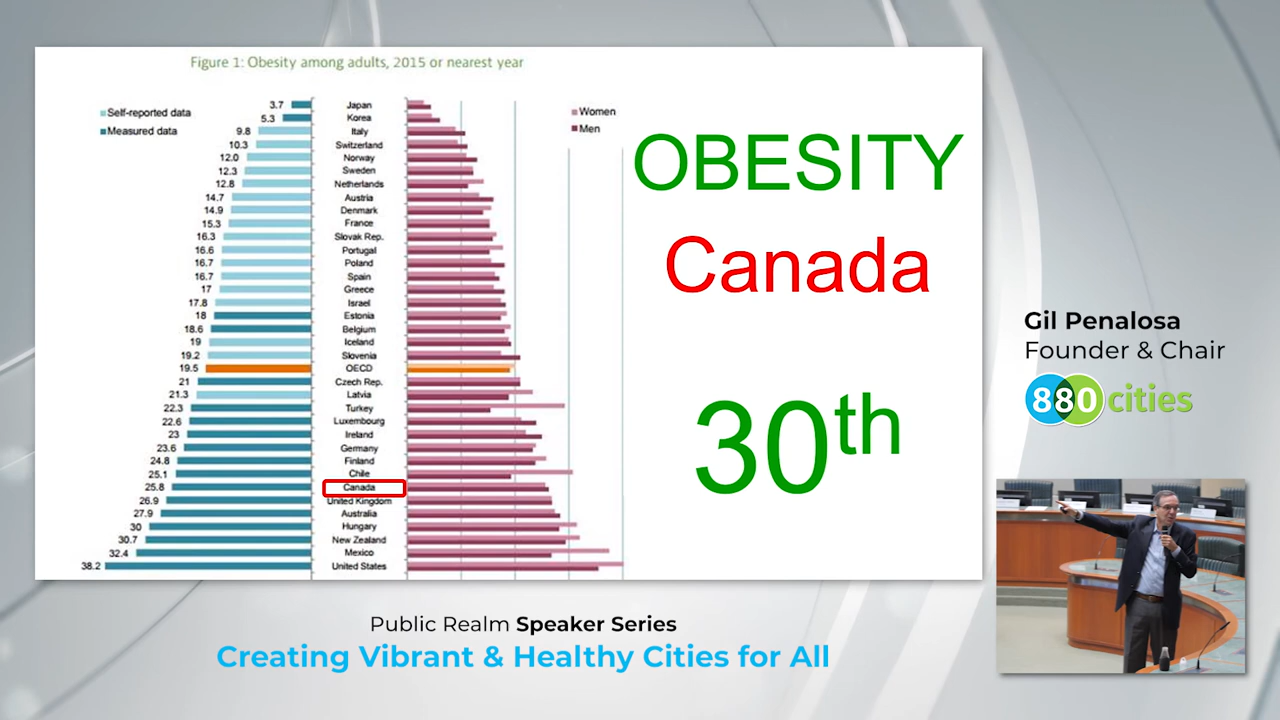 Figure 1: Obesity among adults, 2015 or nearest year
Self-reported data
Measured data
Women
Men
3.7 Japan
5.3 Korea
9.8 Italy
10.3 Switzerland
12.0 Norway
12.3 Sweden
12.8 Netherlands
14.7 Austria
14.9 Denmark
15.3 France
16.3 Slovak Rep.
16.6 Portugal
16.7 Poland
16.7 Spain
17 Greece
17.8 Israel
18 Estonia
18.6 Belgium
19 Iceland
19.2 Slovenia
19.5 OECD
21 Czech Rep.
21.3 Latvia
22.3 Turkey
22.6 Luxembourg
23 Ireland
23.6 Germany
24.8 Finland
25.1 Chile
25.8 Canada
26.9 United Kingdom
27.9 Australia
30 Hungary
30.7 New Zealand
32.4 Mexico
38.2 United States
OBESITY
Canada
30th
Gil Penalosa
Founder & Chair
880 cities
Public Realm Speaker Series
Creating Vibrant & Healthy Cities for All